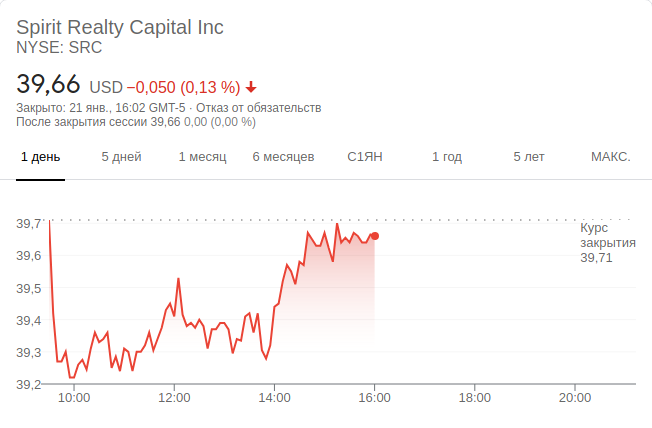 Spirit Realty Capital Inc
NYSE: SRC
39,66 USD −0,050 (0,13 %)
Закрыто: 21 янв., 16:02 GMT-5 · Отказ от обязательств
После закрытия сессии 39,66 0,00 (0,00 %)
1 день 5 дней 1 месяц 6 месяцев С1ЯН 1 год 5 лет МАКС.
39,7
39,6
39,5
39,4
39,3
39,2
Курс
закрытия
39,71
10:00 12:00 14:00 16:00 18:00 20:00